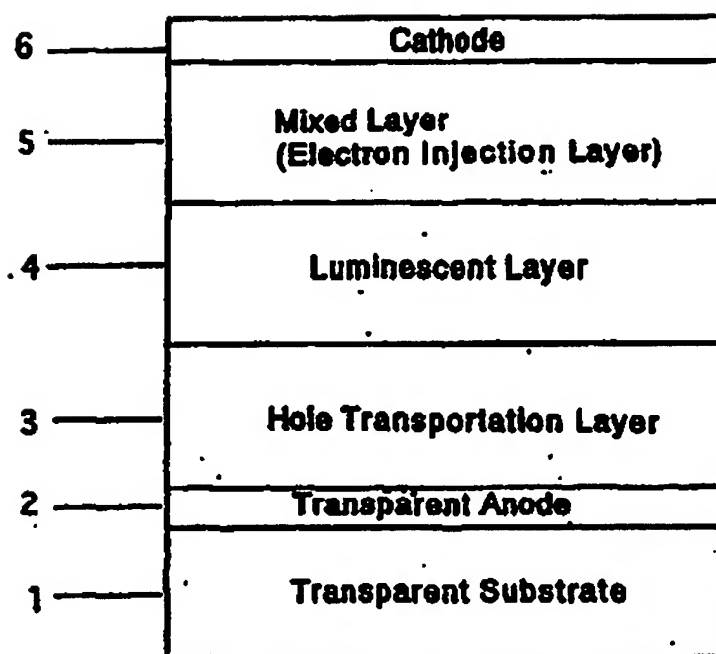 6 Cathode
5 Mixed Layer
(Electron Injection Layer)
4 Luminescent Layer
3 Hole Transportation Layer
2 Transparent Anode
1 Transparent Substrate